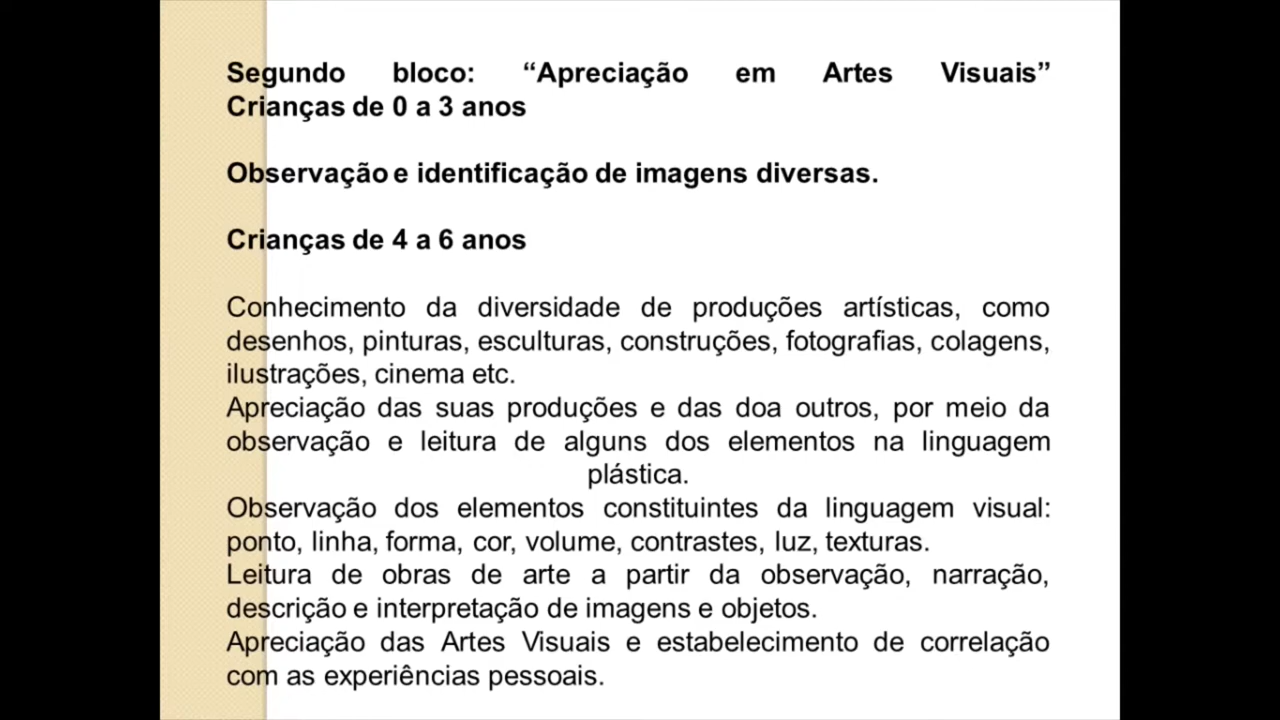 Segundo bloco: “Apreciação em Artes Visuais”
Crianças de 0 a 3 anos
Observação e identificação de imagens diversas.
Crianças de 4 a 6 anos
Conhecimento da diversidade de produções artísticas, como
desenhos, pinturas, esculturas, construções, fotografias, colagens,
ilustrações, cinema etc.
Apreciação das suas produções e das doa outros, por meio da
observação e leitura de alguns dos elementos na linguagem
plástica.
Observação dos elementos constituintes da linguagem visual:
ponto, linha, forma, cor, volume, contrastes, luz, texturas.
Leitura de obras de arte a partir da observação, narração,
descrição e interpretação de imagens e objetos.
Apreciação das Artes Visuais e estabelecimento de correlação
com as experiências pessoais.